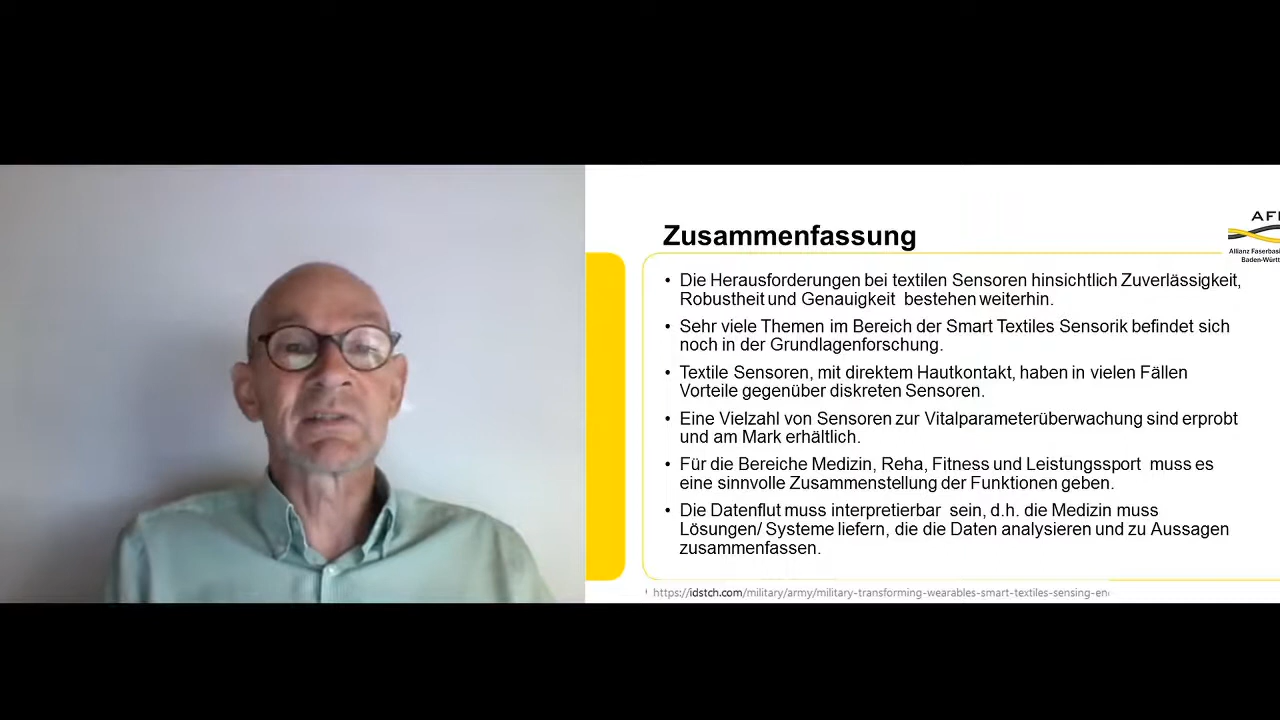 Zusammenfassung
AF
Allianz Faserbasi
Baden-Württ
• Die Herausforderungen bei textilen Sensoren hinsichtlich Zuverlässigkeit,
Robustheit und Genauigkeit bestehen weiterhin.
• Sehr viele Themen im Bereich der Smart Textiles Sensorik befindet sich
noch in der Grundlagenforschung.
• Textile Sensoren, mit direktem Hautkontakt, haben in vielen Fällen
Vorteile gegenüber diskreten Sensoren.
• Eine Vielzahl von Sensoren zur Vitalparameterüberwachung sind erprobt
und am Mark erhältlich.
• Für die Bereiche Medizin, Reha, Fitness und Leistungssport muss es
eine sinnvolle Zusammenstellung der Funktionen geben.
• Die Datenflut muss interpretierbar sein, d.h. die Medizin muss
Lösungen/ Systeme liefern, die die Daten analysieren und zu Aussagen
zusammenfassen.
https://idstch.com/military/army/military-transforming-wearables-smart-textiles-sensing-en